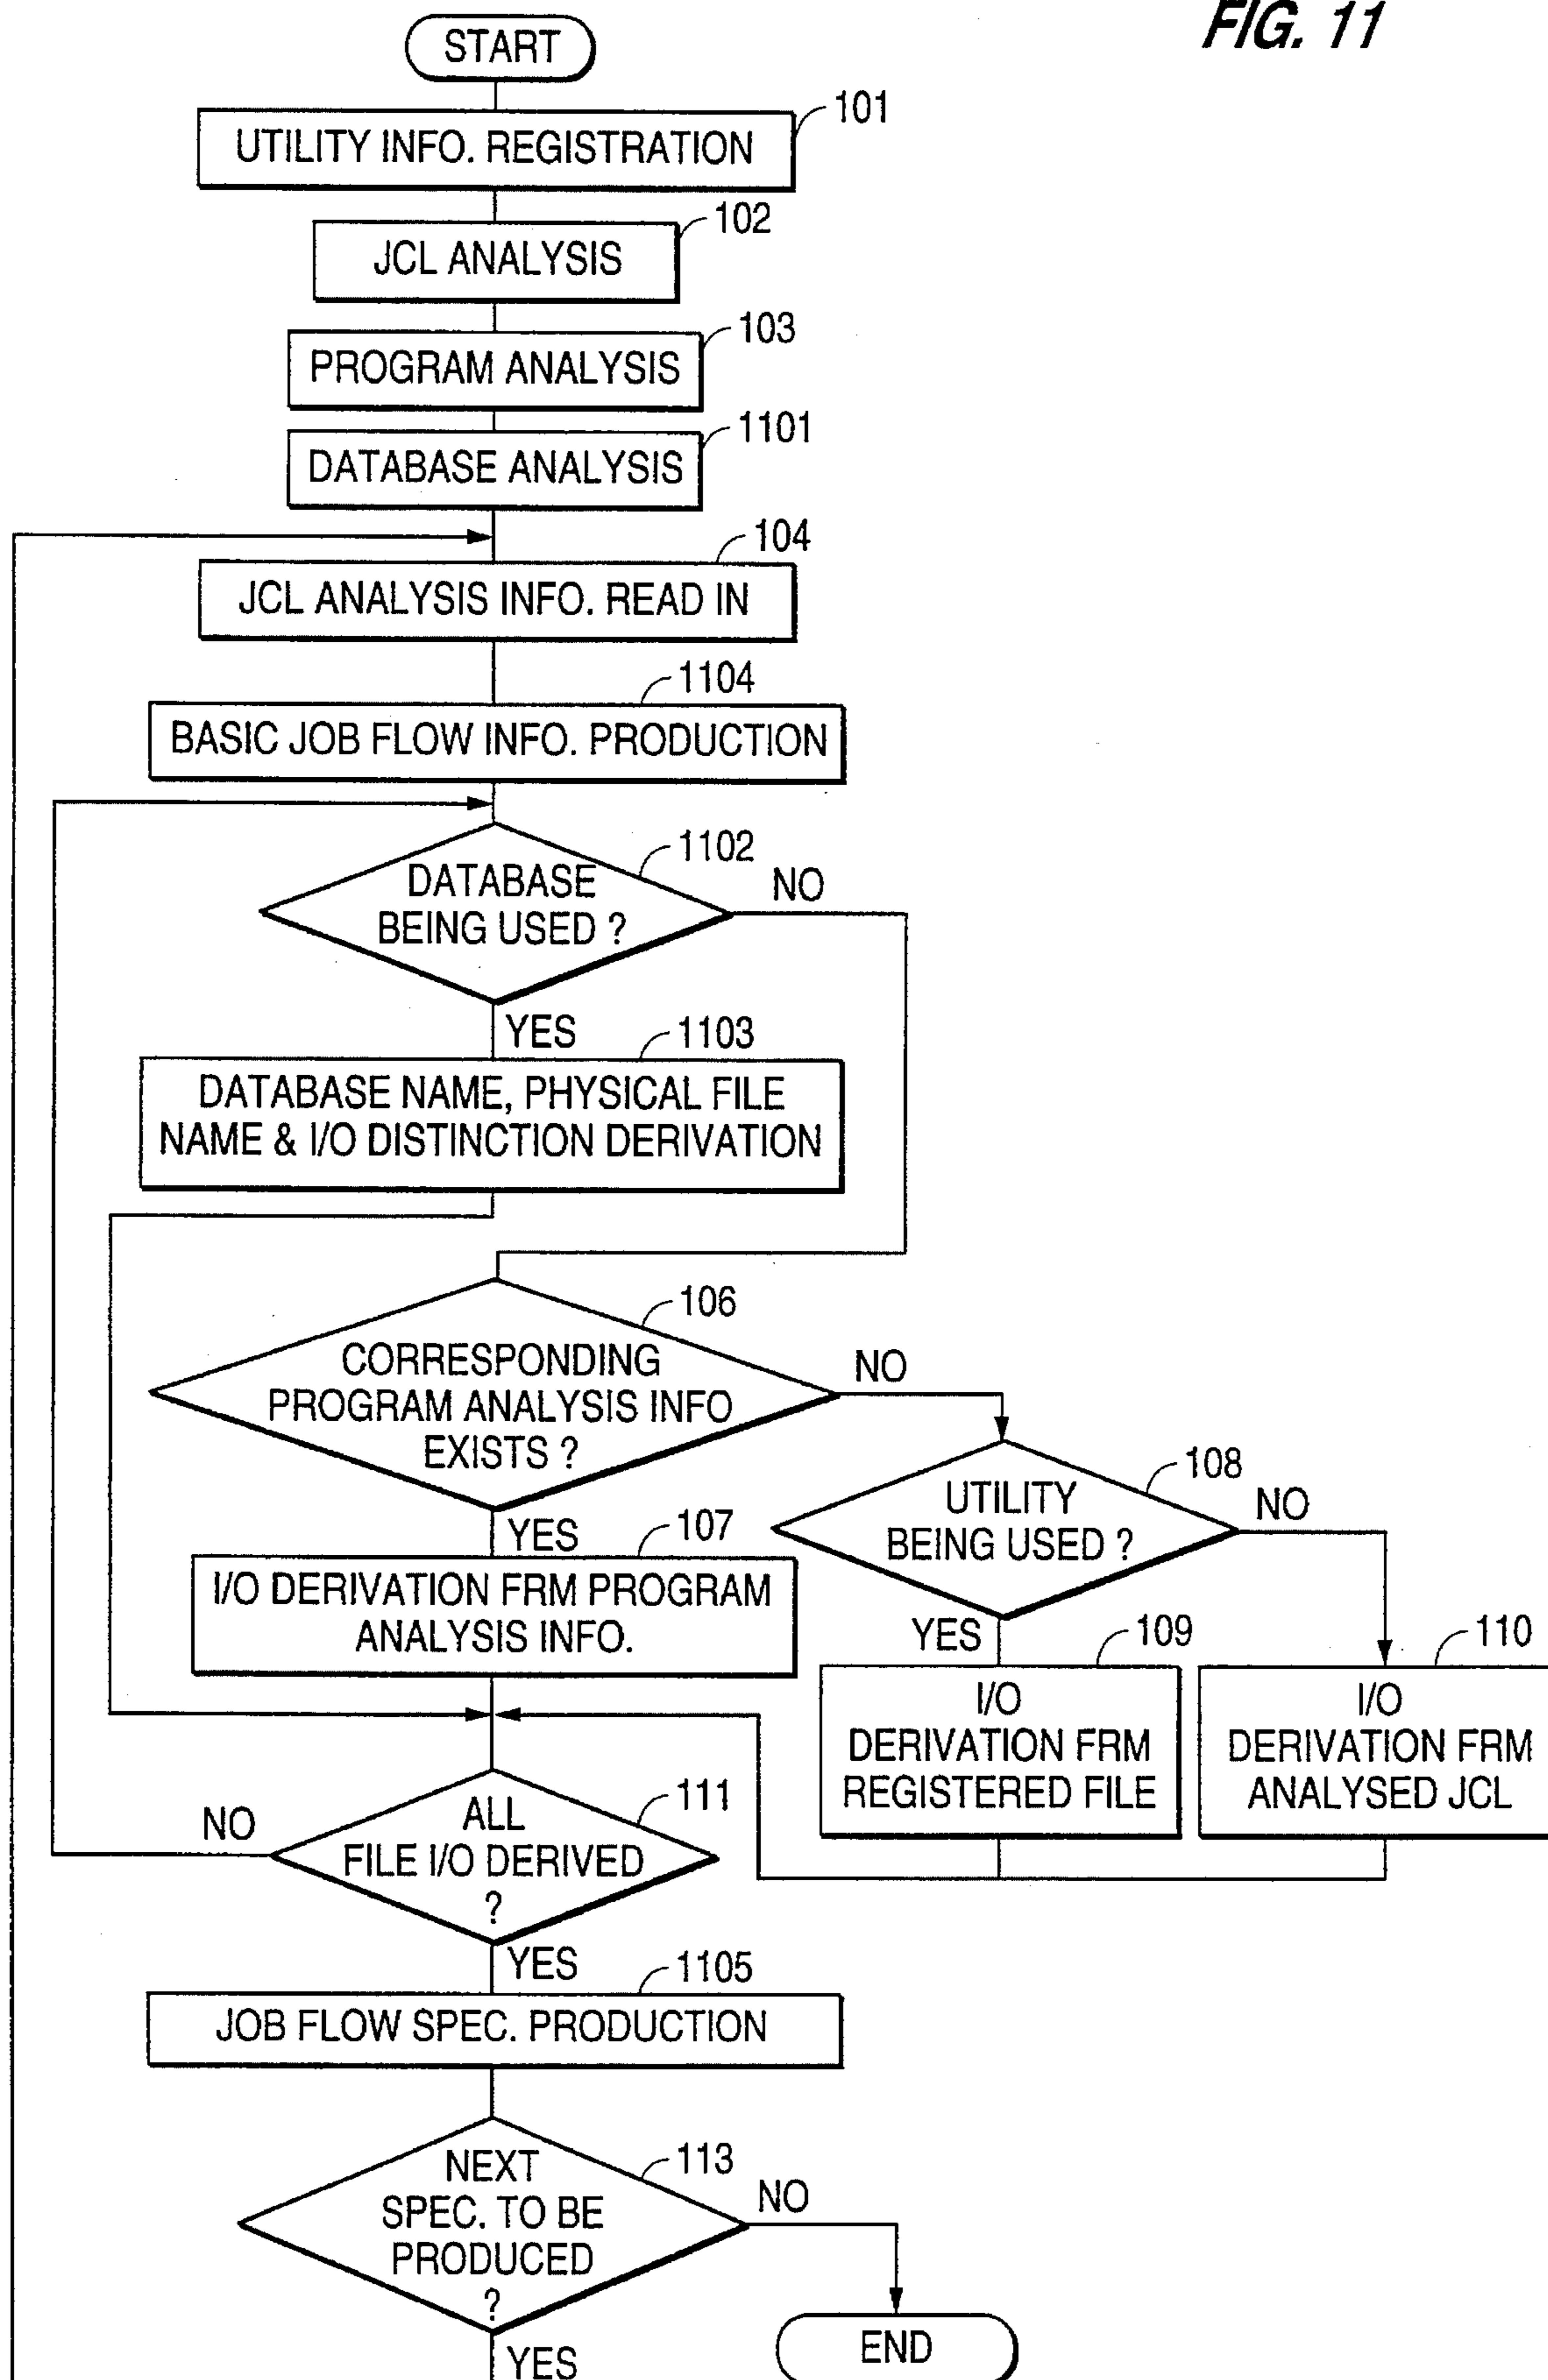 FIG. 11
START
101
UTILITY INFO. REGISTRATION
102
JCL ANALYSIS
103
PROGRAM ANALYSIS
1101
DATABASE ANALYSIS
104
JCL ANALYSIS INFO. READ IN
1104
BASIC JOB FLOW INFO. PRODUCTION
1102
DATABASE
BEING USED ?
NO
YES
1103
DATABASE NAME, PHYSICAL FILE
NAME & I/O DISTINCTION DERIVATION
106
CORRESPONDING
PROGRAM ANALYSIS INFO
EXISTS ?
NO
108
UTILITY
BEING USED ?
NO
YES
107
I/O DERIVATION FRM PROGRAM
ANALYSIS INFO.
YES
109
I/O
DERIVATION FRM
REGISTERED FILE
110
I/O
DERIVATION FRM
ANALYSED JCL
111
ALL
FILE I/O DERIVED
?
NO
YES
1105
JOB FLOW SPEC. PRODUCTION
113
NEXT
SPEC. TO BE
PRODUCED
?
NO
END
YES